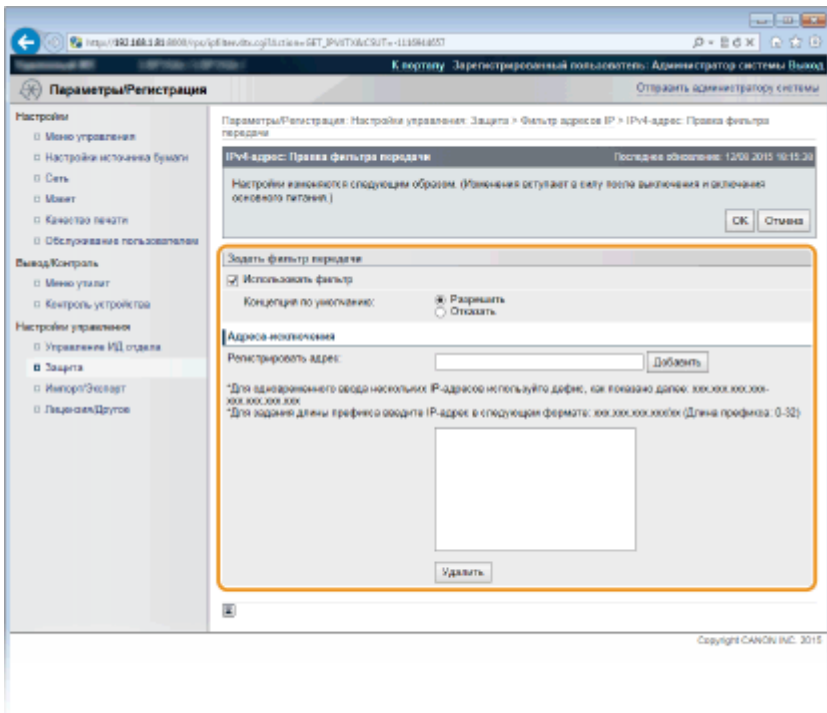 К порталу Зарегистрированный пользователь: Администратор системы Выход
Параметры/Регистрация
Отправить администратору системы
Настройки
Меню управления
Настройки источника бумаги
Сеть
Макет
Качество печати
Обслуживание пользователем
Вывод/Контроль
Меню утилит
Контроль устройства
Настройки управления
Управление ИД отдела
Защита
Импорт/Экспорт
Лицензия/Другое
Параметры/Регистрация: Настройки управления: Защита > Фильтр адресов IP > IPv4-адрес: Правка фильтра
передачи
IPv4-адрес: Правка фильтра передачи
Последнее обновление: 12/08 2015 18:15:38
Настройки изменяются следующим образом. (Изменения вступают в силу после выключения и включения
основного питания.)
OK Отмена
Задать фильтр передачи
Использовать фильтр
Концепция по умолчанию:
Разрешить
Отказать
Адреса-исключения
Регистрировать адрес:
Добавить
*Для одновременного ввода нескольких IP-адресов используйте дефис, как показано далее: xxx.xxx.xxx.xxx-
xxx.xxx.xxx.xxx
*Для задания длины префикса введите IP-адрес в следующем формате: xxx.xxx.xxx.xxx/xx (Длина префикса: 0-32)
Удалить
Copyright CANON INC. 2015